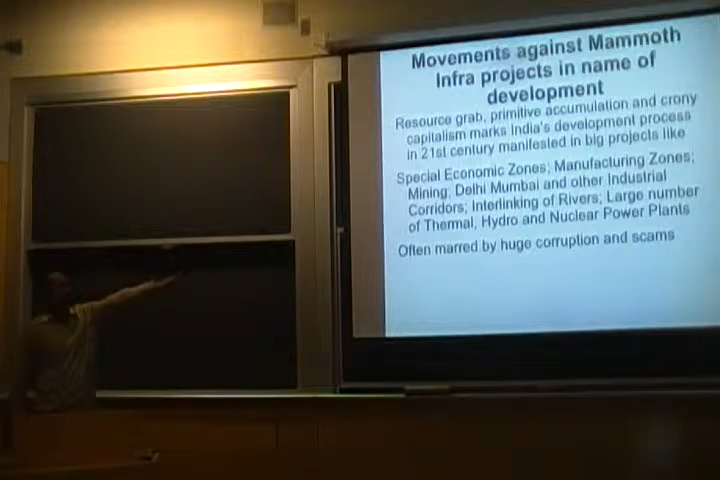 Movements against Mammoth
Infra projects in name of
development
Resource grab, primitive accumulation and crony
capitalism marks India's development process
in 21st century manifested in big projects like
Special Economic Zones; Manufacturing Zones;
Mining; Delhi Mumbai and other Industrial
Corridors; Interlinking of Rivers; Large number
of Thermal, Hydro and Nuclear Power Plants
Often marred by huge corruption and scams